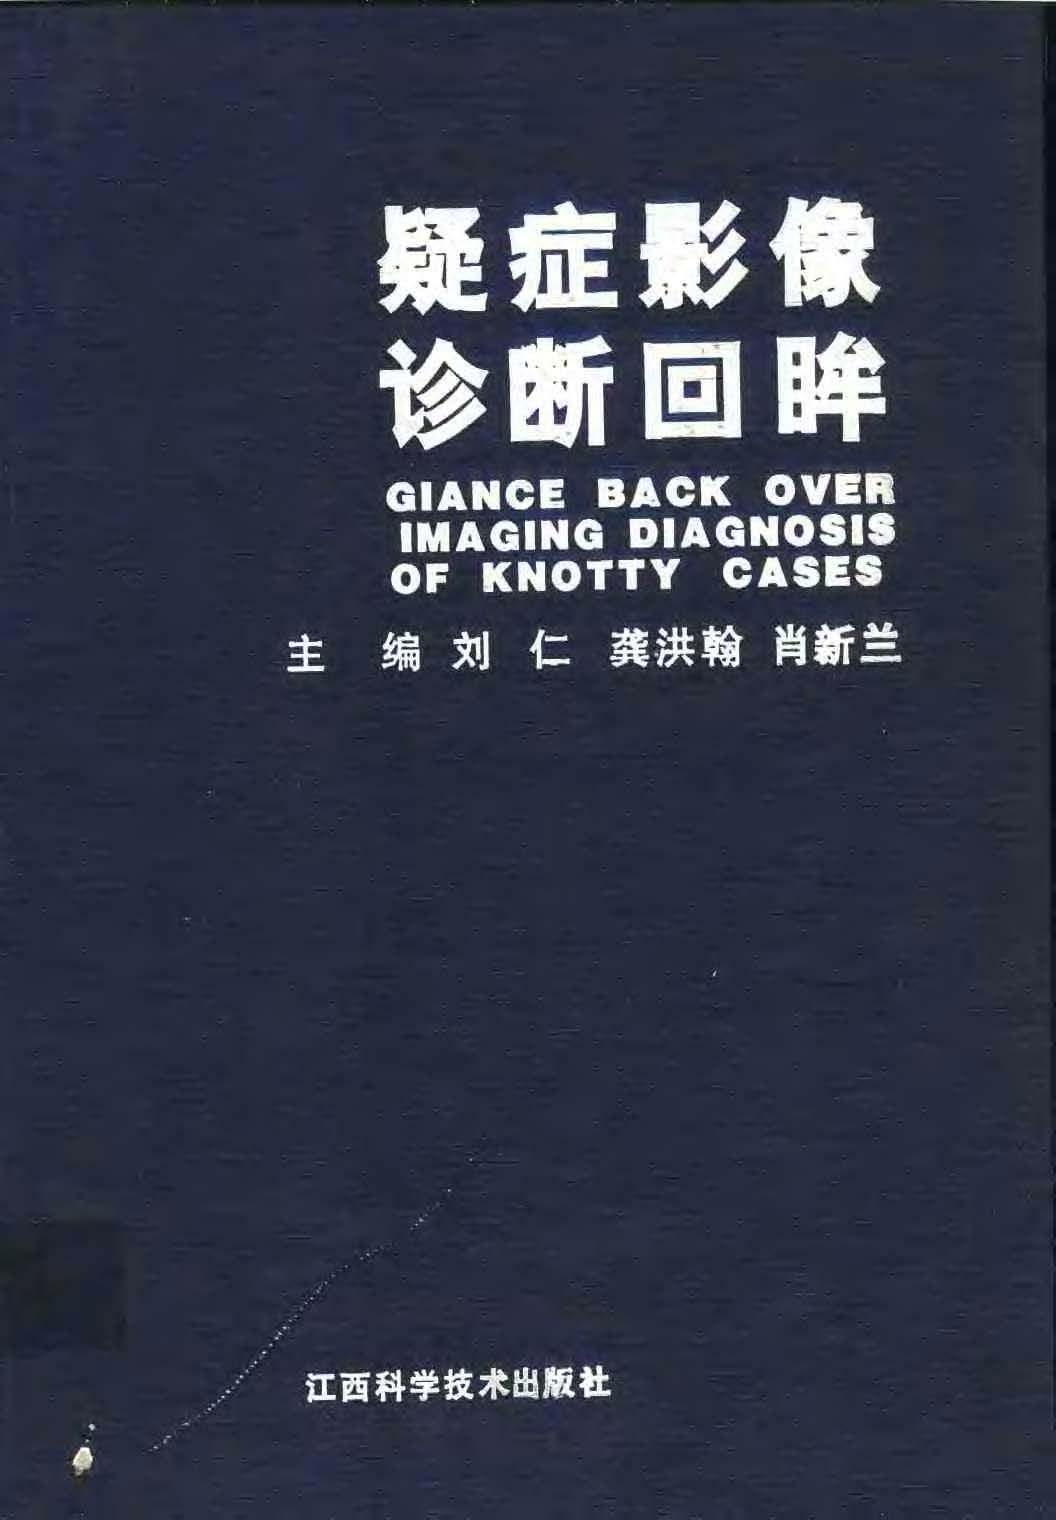 疑症影像
诊断回眸
GIANCE BACK OVER
IMAGING DIAGNOSIS
OF KNOTTY CASES
主 编 刘 仁 龚洪翰 肖新兰
江西科学技术出版社